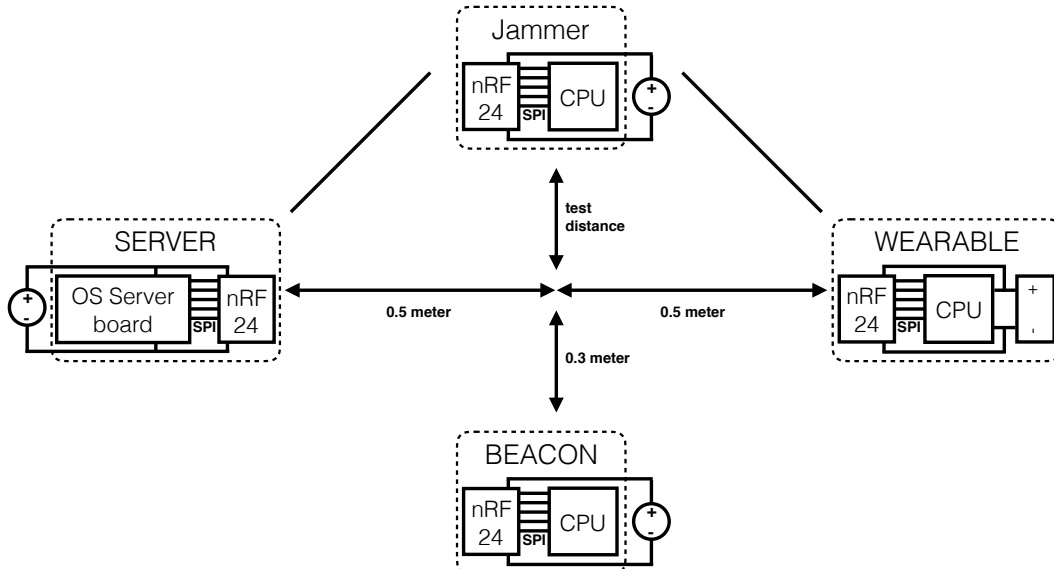 Jammer
nRF
24
SPI
CPU
+
-
test
distance
SERVER
+
-
OS Server
board
SPI
nRF
24
0.5 meter
0.5 meter
WEARABLE
nRF
24
SPI
CPU
+
-
0.3 meter
BEACON
nRF
24
SPI
CPU
+
-